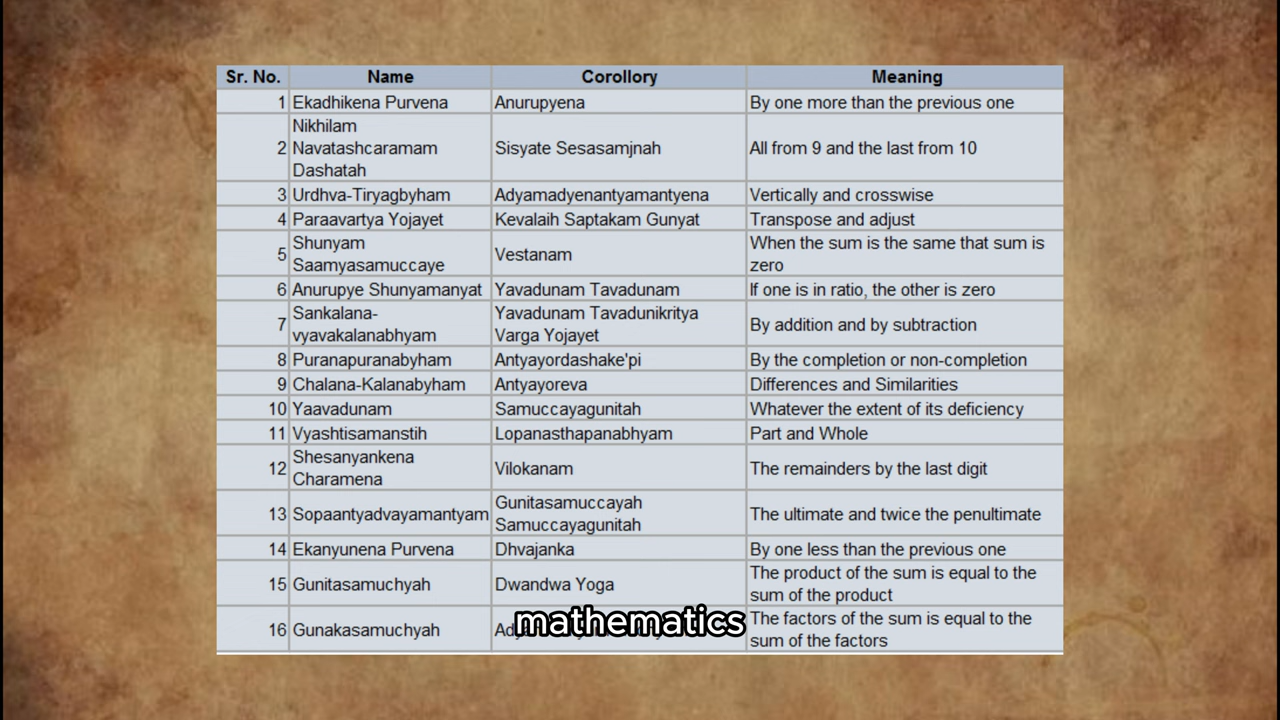 Sr. No. Name Corollory Meaning
1 Ekadhikena Purvena Anurupyena By one more than the previous one
Nikhilam
2 Navatashcaramam Sisyate Sesasamjnah All from 9 and the last from 10
Dashatah
3 Urdhva-Tiryagbyham Adyamadyenantyamantyena Vertically and crosswise
4 Paraavartya Yojayet Kevalaih Saptakam Gunyat Transpose and adjust
Shunyam When the sum is the same that sum is
5 Saamyasamuccaye Vestanam zero
6 Anurupye Shunyamanyat Yavadunam Tavadunam If one is in ratio, the other is zero
Sankalana- Yavadunam Tavadunikritya
7 vyavakalanabhyam Varga Yojayet By addition and by subtraction
8 Puranapuranabyham Antyayordashake'pi By the completion or non-completion
9 Chalana-Kalanabyham Antyayoreva Differences and Similarities
10 Yaavadunam Samuccayagunitah Whatever the extent of its deficiency
11 Vyashtisamanstih Lopanasthapanabhyam Part and Whole
Shesanyankena
12 Charamena Vilokanam The remainders by the last digit
Gunitasamuccayah
13 Sopaantyadvayamantyam Samuccayagunitah The ultimate and twice the penultimate
14 Ekanyunena Purvena Dhvajanka By one less than the previous one
The product of the sum is equal to the
15 Gunitasamuchyah Dwandwa Yoga sum of the product
mathematics
The factors of the sum is equal to the
16 Gunakasamuchyah sum of the factors